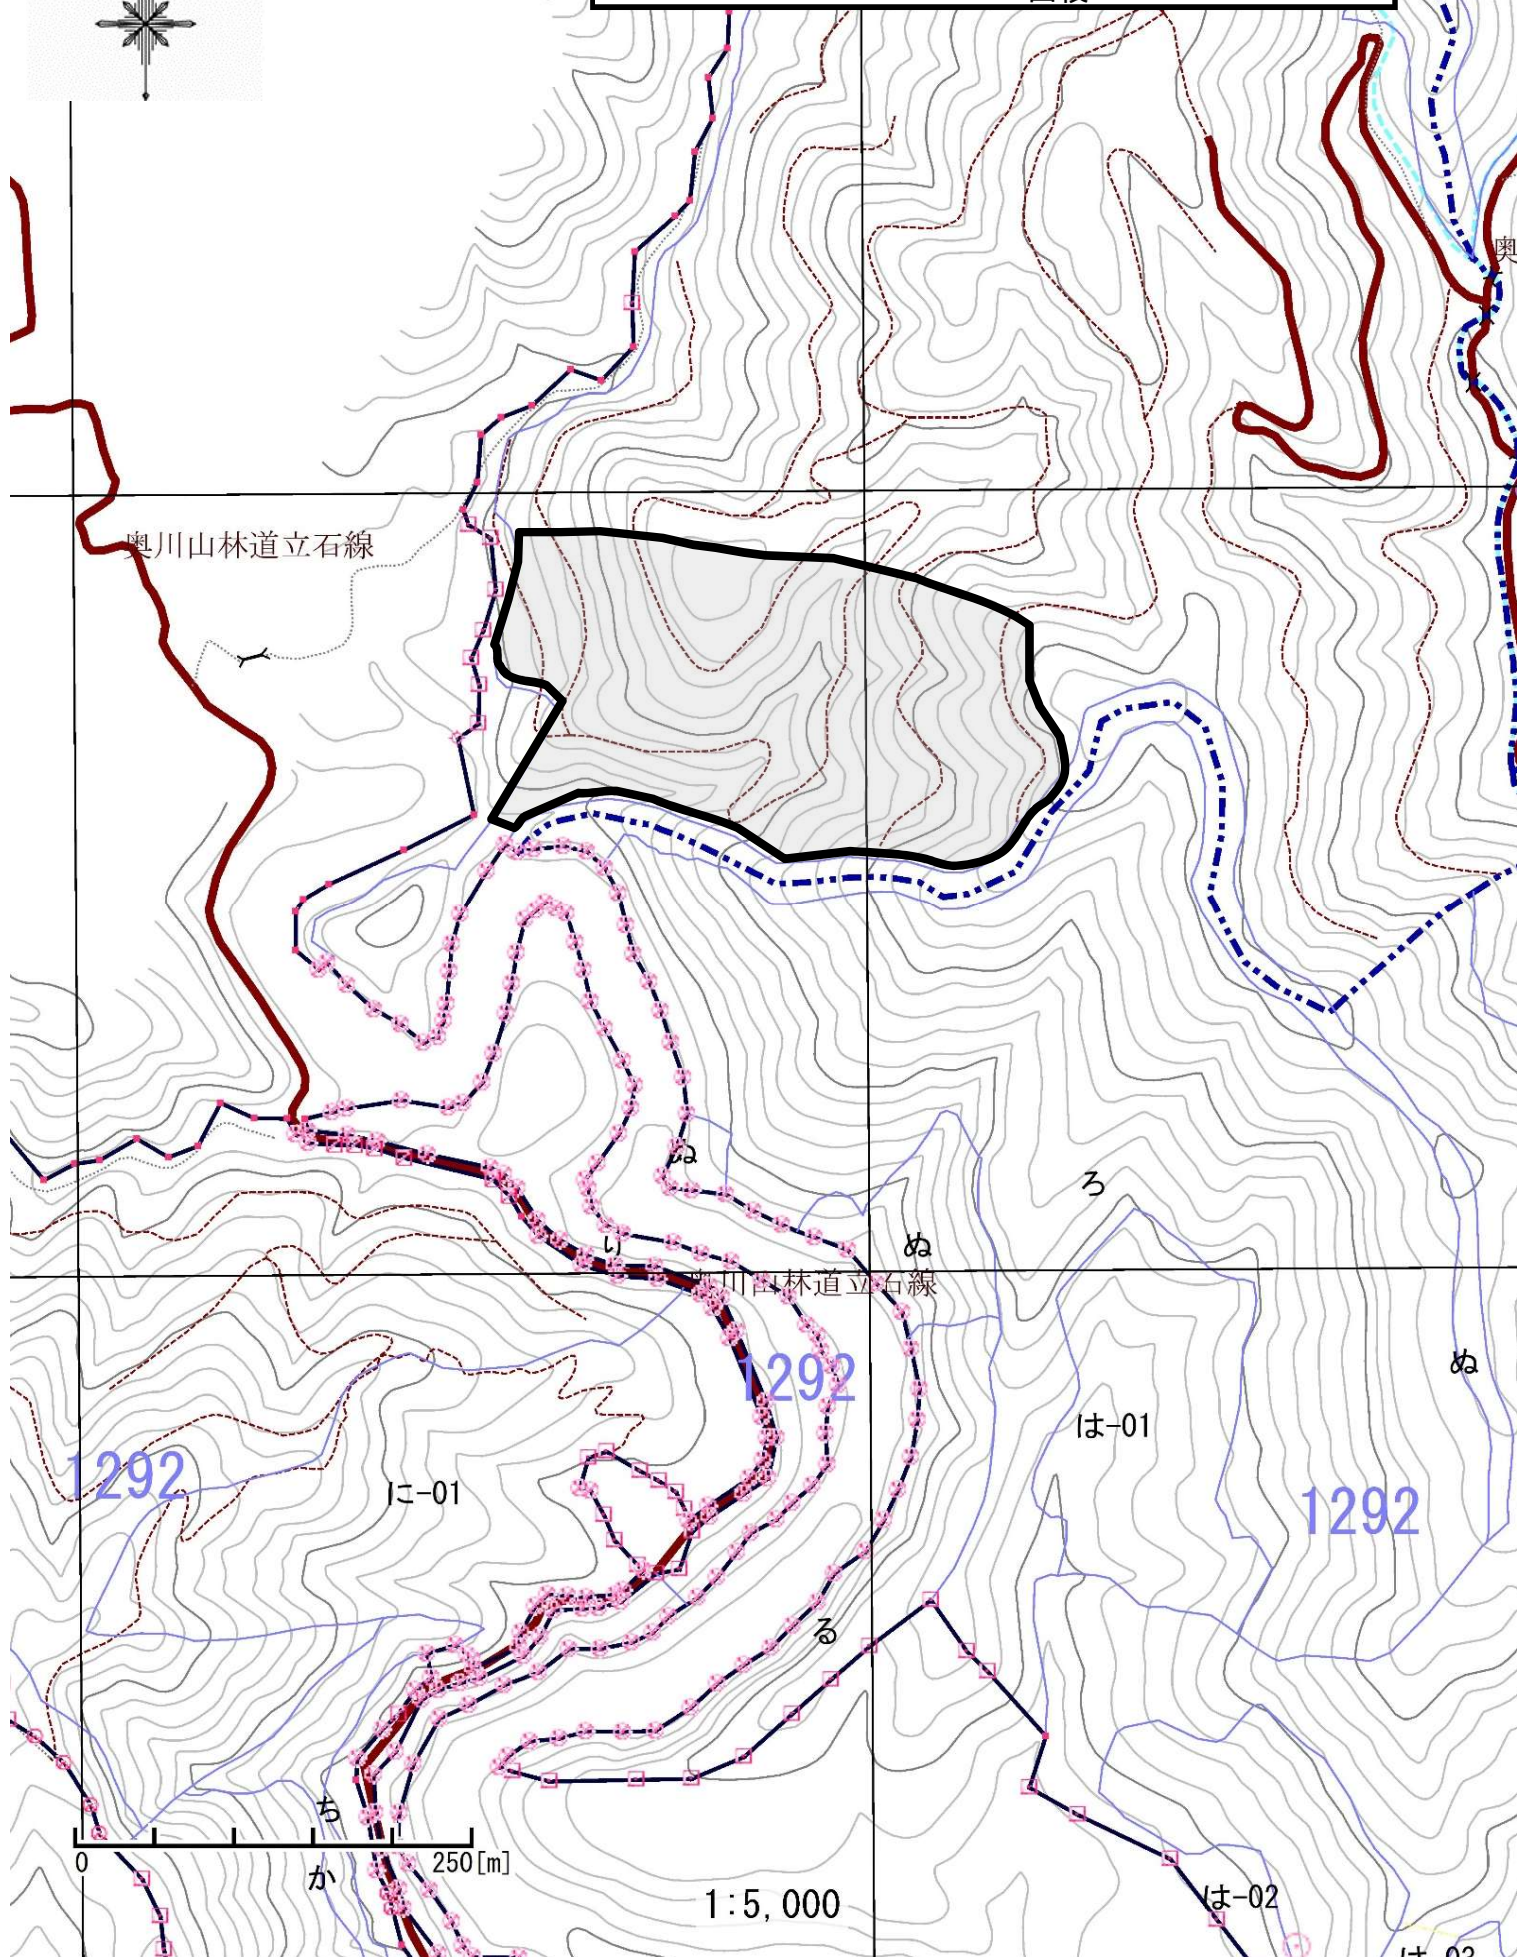 奥
奥川山林道立石線
ぬ
ろ
り
ぬ
奥川山林道立石線
1292
ぬ
は-01
1292
に-01
1292
る
ち
0
250[m]
か
1:5,000
は-02